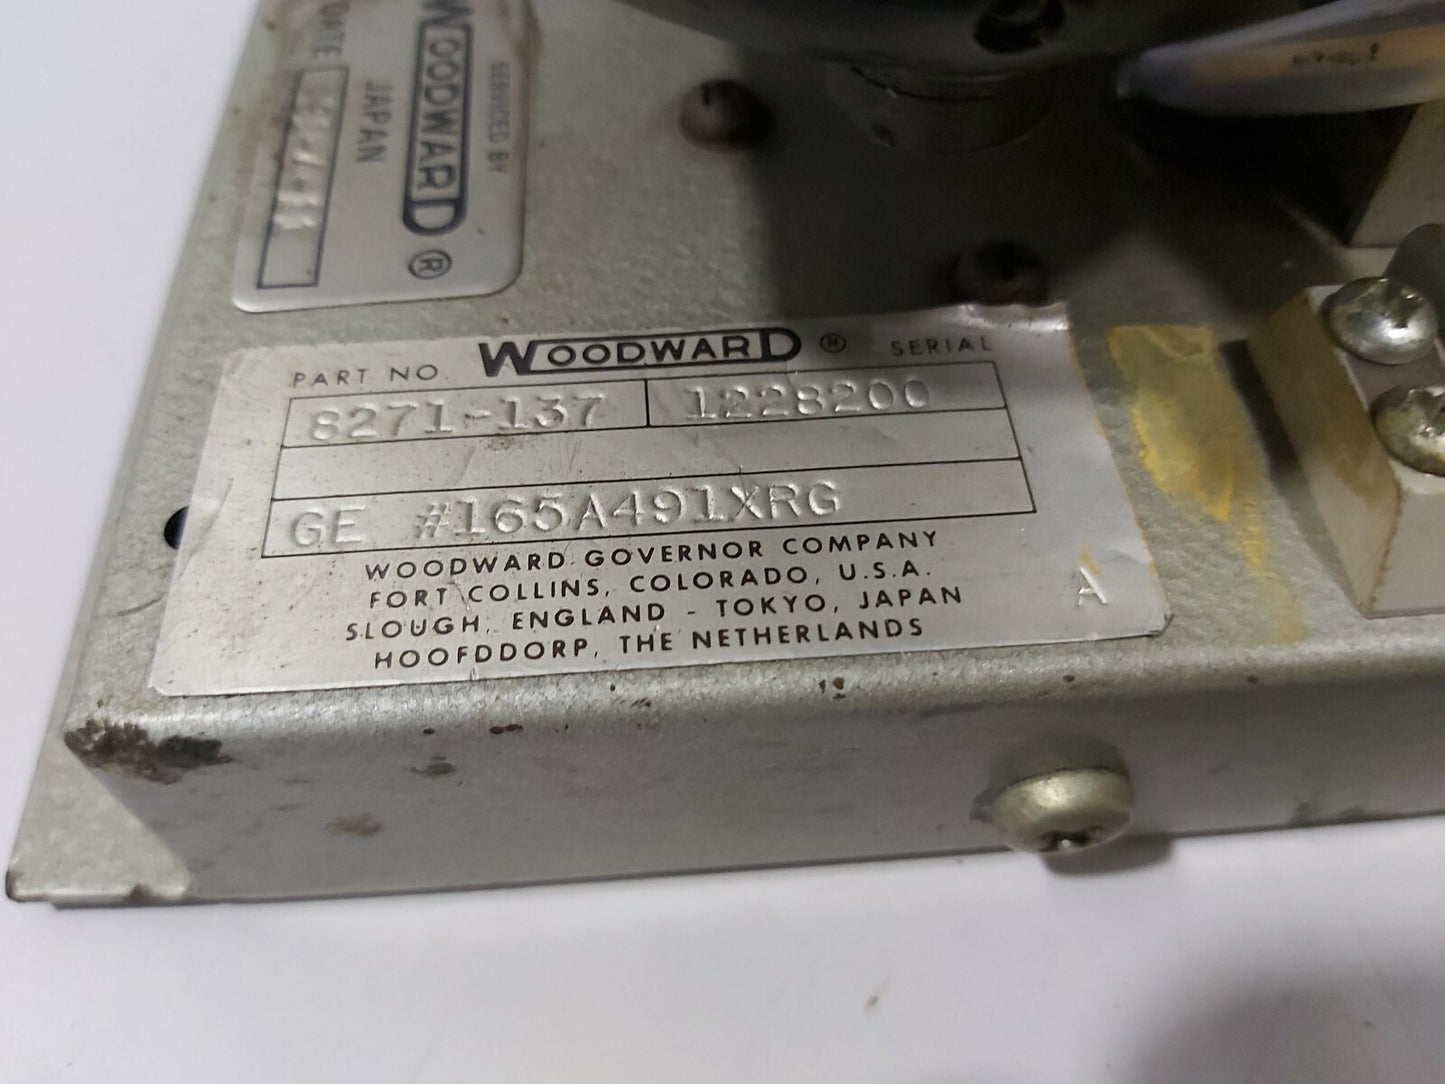 SERVICED BY
WOODWARD ®
JAPAN
DATE
PART NO. WOODWARD ® SERIAL
8271-137 1228200
GE #165A491XRG
WOODWARD GOVERNOR COMPANY
FORT COLLINS, COLORADO, U.S.A.
SLOUGH, ENGLAND - TOKYO, JAPAN
HOOFDDORP, THE NETHERLANDS
A